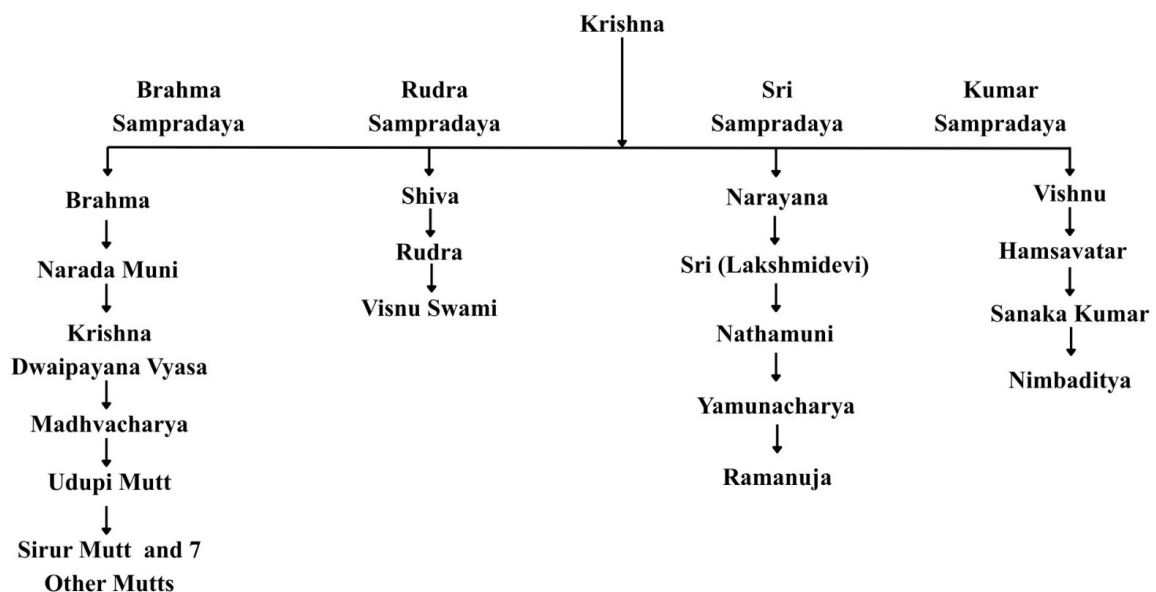 Krishna
Brahma
Sampradaya
Rudra
Sampradaya
Sri
Sampradaya
Kumar
Sampradaya
Brahma
Narada Muni
Krishna
Dwaipayana Vyasa
Madhvacharya
Udupi Mutt
Sirur Mutt and 7
Other Mutts
Shiva
Rudra
Visnu Swami
Narayana
Sri (Lakshmidevi)
Nathamuni
Yamunacharya
Ramanuja
Vishnu
Hamsavatar
Sanaka Kumar
Nimbaditya